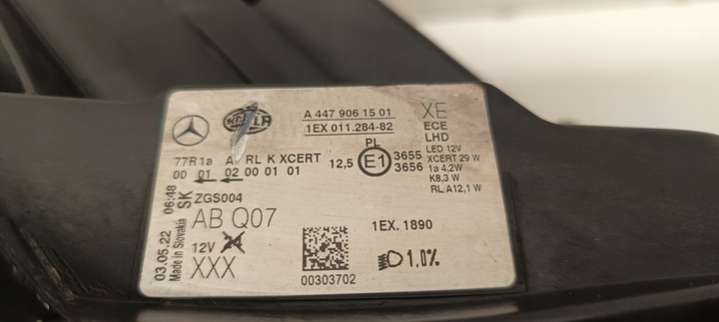 HELLA
A 447 906 15 01
1EX 011.284-82
XE
ECE
LHD
LED 12V
XCERT 29 W
1a 4,2W
K8,3 W
RL A12,1 W
PL
12,5 E1 3655
3656
77R1a A RL K XCERT
00 01 02 00 01 01
ZGS004
SK
AB Q07
12V
XXX
03.05.22 06:48
Made in Slovakia
1EX. 1890
00303702
1.0%